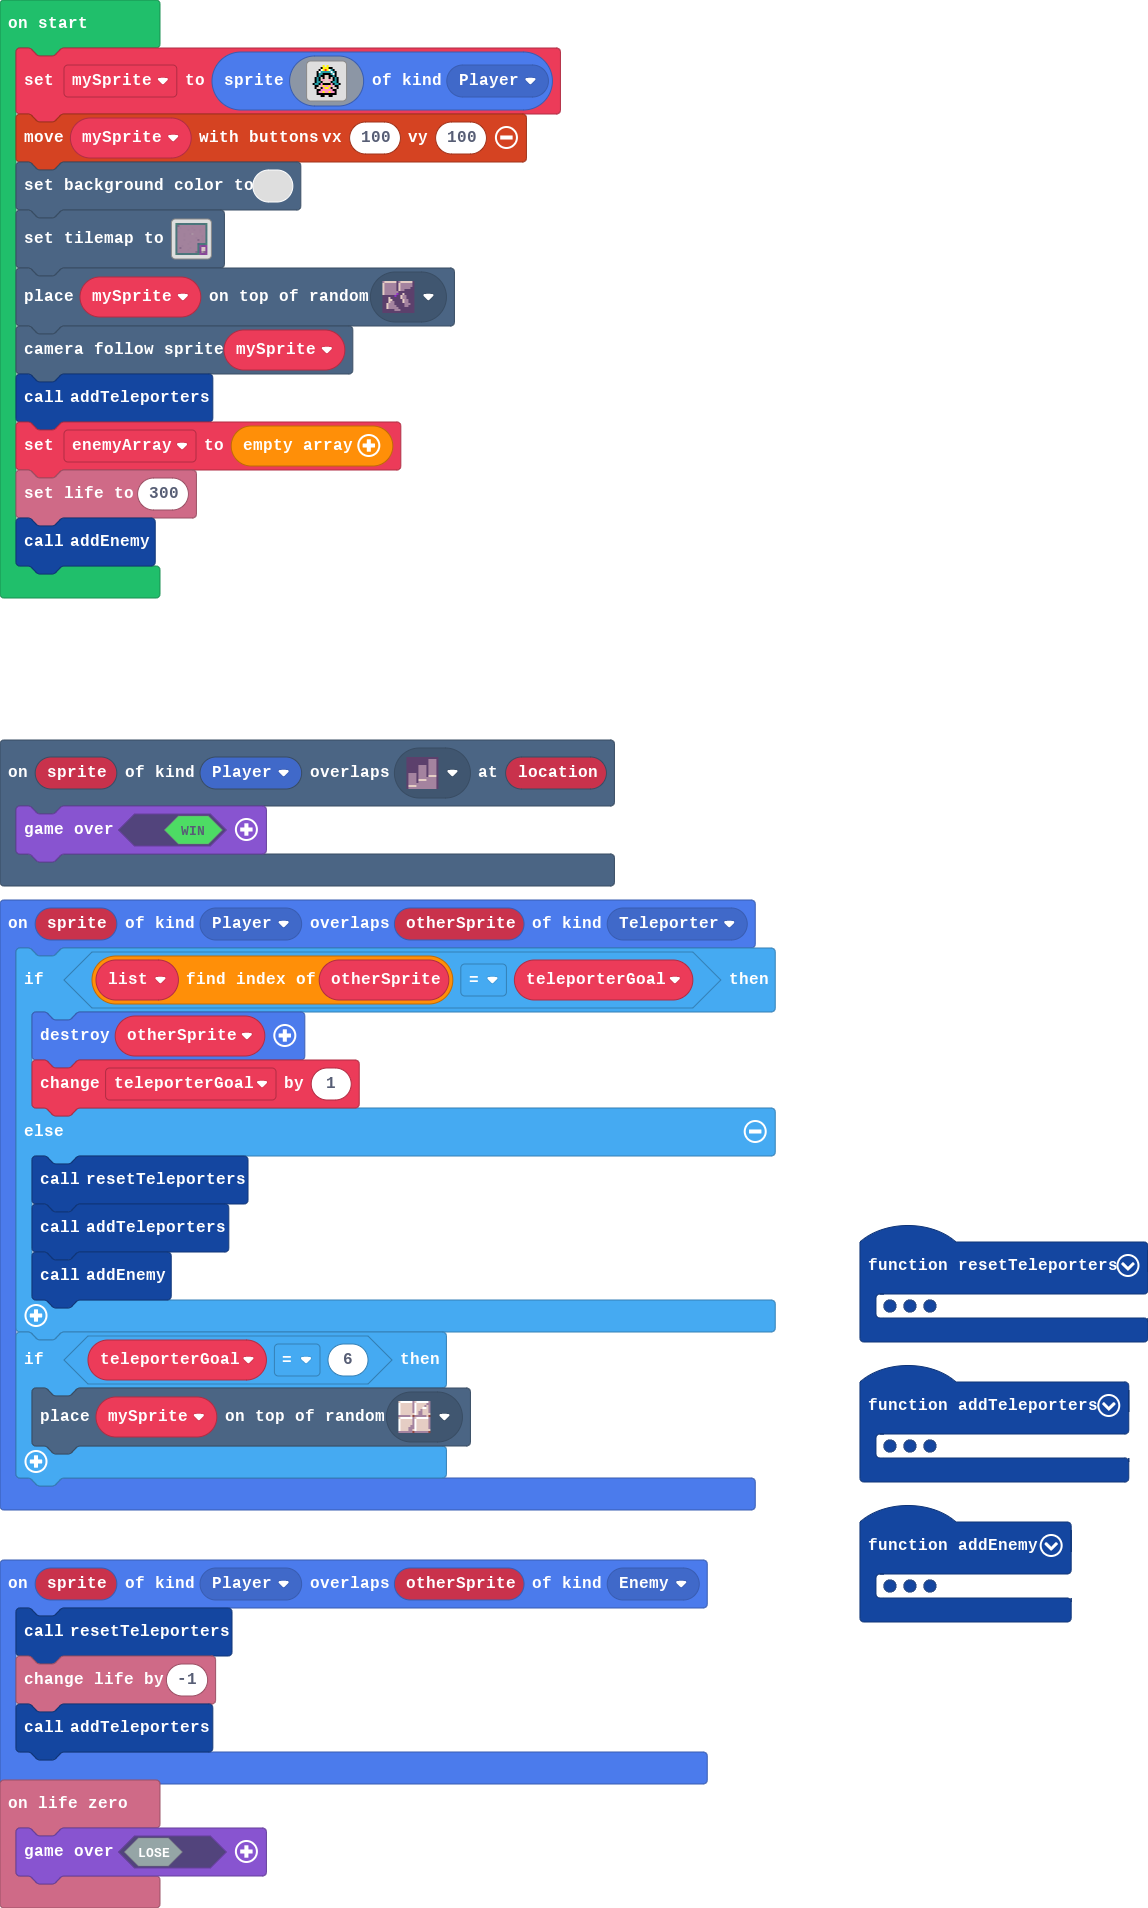 on start
set mySprite to sprite of kind Player
move mySprite with buttons vx 100 vy 100
set background color to
set tilemap to
place mySprite on top of random
camera follow sprite mySprite
call addTeleporters
set enemyArray to empty array
set life to 300
call addEnemy
on sprite of kind Player overlaps at location
game over WIN
on sprite of kind Player overlaps otherSprite of kind Teleporter
if list find index of otherSprite = teleporterGoal then
destroy otherSprite
change teleporterGoal by 1
else
call resetTeleporters
call addTeleporters
call addEnemy
if teleporterGoal = 6 then
place mySprite on top of random
function resetTeleporters
function addTeleporters
function addEnemy
on sprite of kind Player overlaps otherSprite of kind Enemy
call resetTeleporters
change life by -1
call addTeleporters
on life zero
game over LOSE